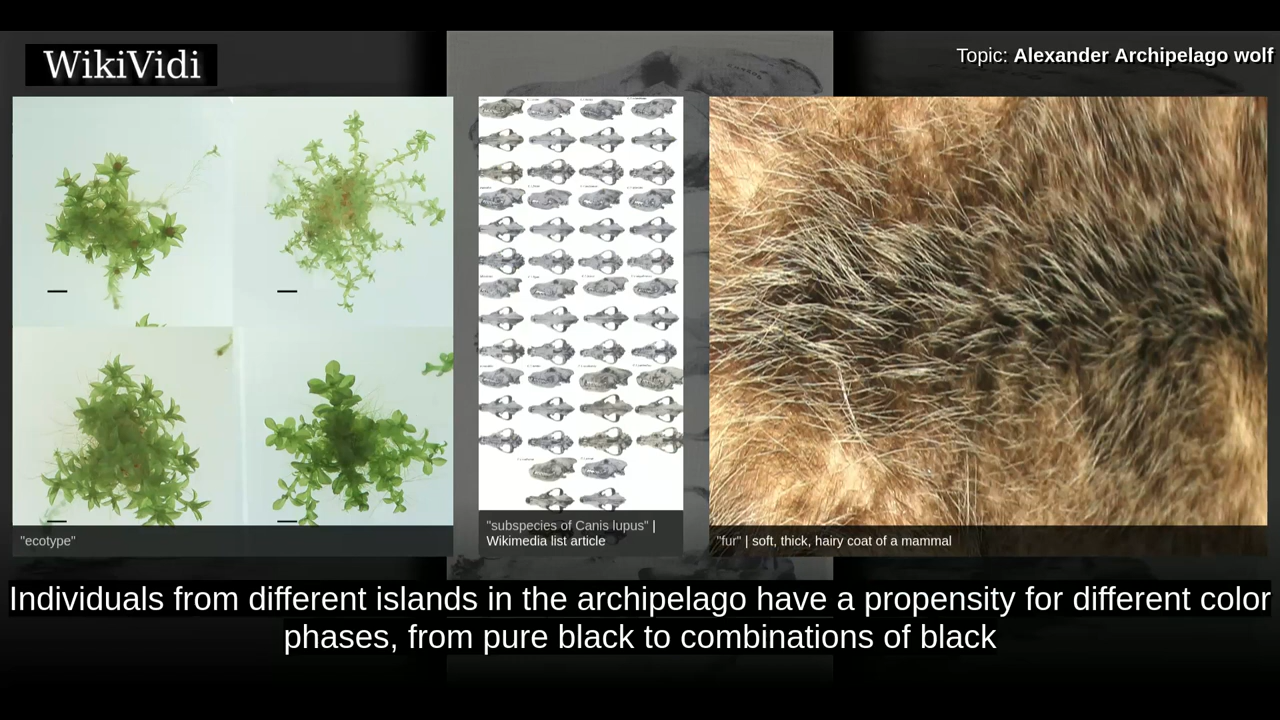 WikiVidi
Topic: Alexander Archipelago wolf
"ecotype"
"subspecies of Canis lupus" |
Wikimedia list article
"fur" | soft, thick, hairy coat of a mammal
Individuals from different islands in the archipelago have a propensity for different color
phases, from pure black to combinations of black